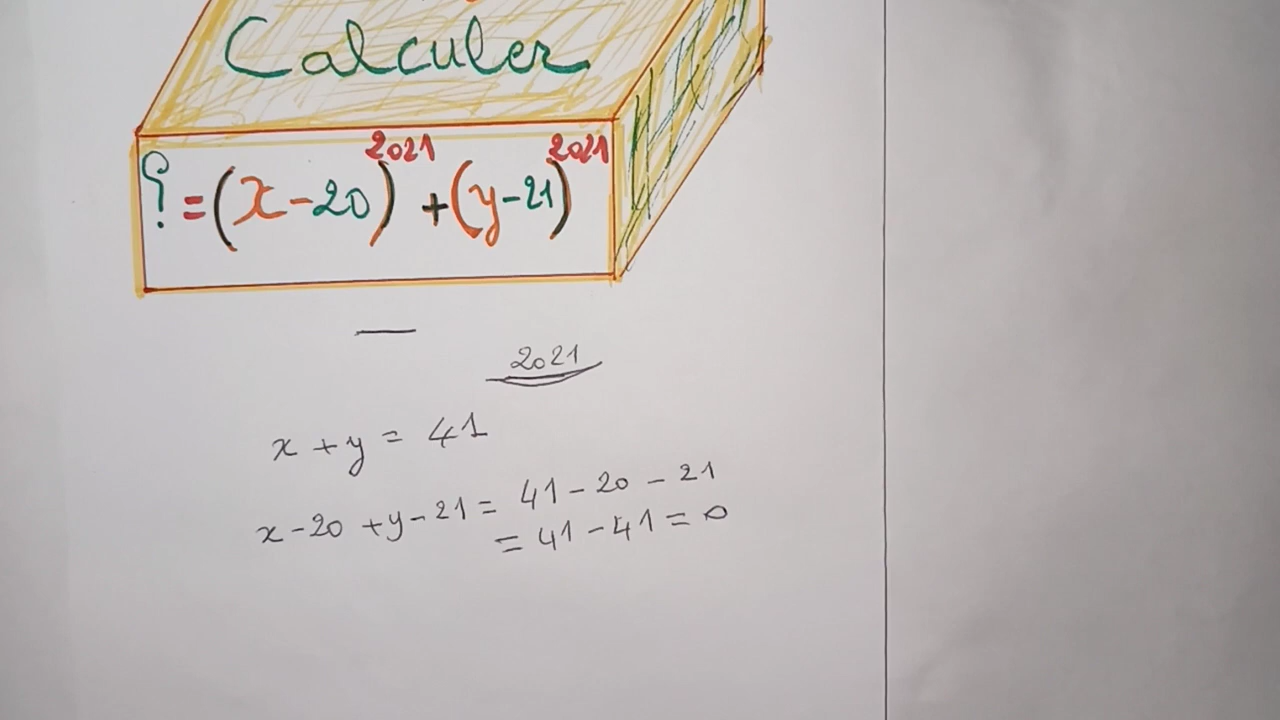 Calculer
? = (x-20)^2021 + (y-21)^2021
2021
x + y = 41
x-20 + y-21 = 41-20-21
= 41-41 = 0